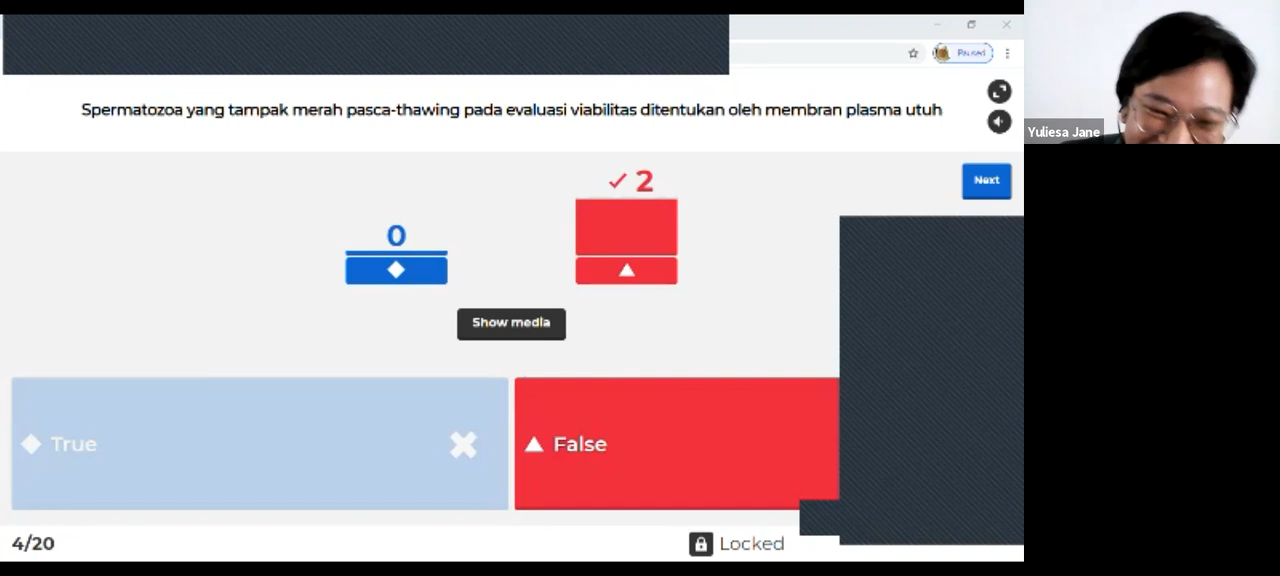 Paused
Spermatozoa yang tampak merah pasca-thawing pada evaluasi viabilitas ditentukan oleh membran plasma utuh
Yuliesa Jane
Next
0
2
Show media
True
False
4/20
Locked